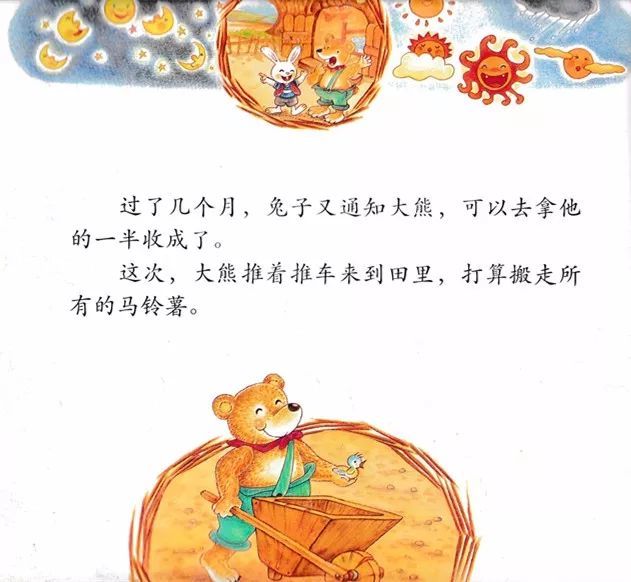 过了几个月，兔子又通知大熊，可以去拿他
的一半收成了。
这次，大熊推着推车来到田里，打算搬走所
有的马铃薯。